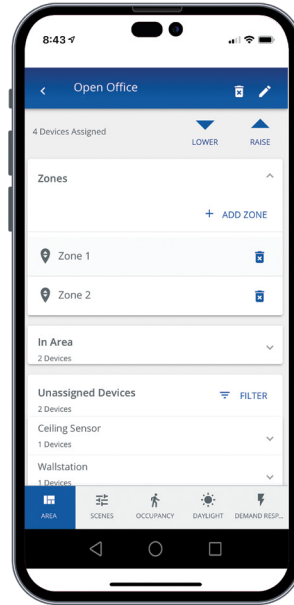 8:43
Open Office
4 Devices Assigned
LOWER
RAISE
Zones
+ ADD ZONE
Zone 1
Zone 2
In Area
2 Devices
Unassigned Devices
2 Devices
FILTER
Ceiling Sensor
1 Devices
Wallstation
1 Devices
AREA
SCENES
OCCUPANCY
DAYLIGHT
DEMAND RESP...